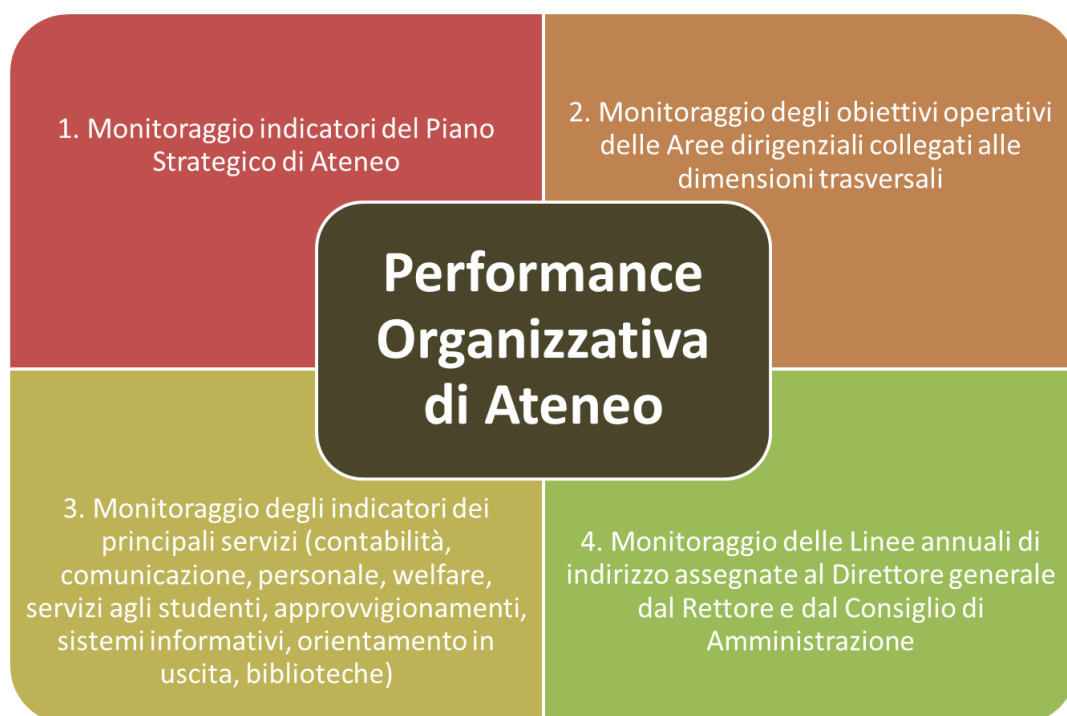 1. Monitoraggio indicatori del Piano
Strategico di Ateneo
2. Monitoraggio degli obiettivi operativi
delle Aree dirigenziali collegati alle
dimensioni trasversali
Performance
Organizzativa
di Ateneo
3. Monitoraggio degli indicatori dei
principali servizi (contabilità,
comunicazione, personale, welfare,
servizi agli studenti, approvvigionamenti,
sistemi informativi, orientamento in
uscita, biblioteche)
4. Monitoraggio delle Linee annuali di
indirizzo assegnate al Direttore generale
dal Rettore e dal Consiglio di
Amministrazione